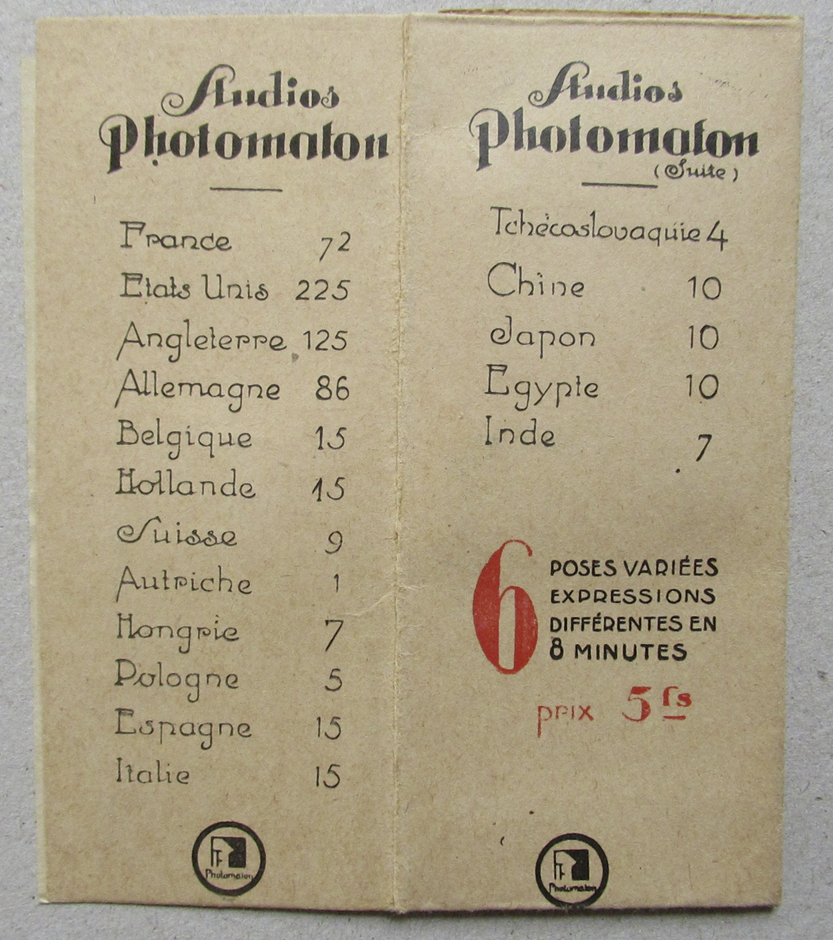 Studios
Photomaton
France 72
Etats Unis 225
Angleterre 125
Allemagne 86
Belgique 15
Hollande 15
Suisse 9
Autriche 1
Hongrie 7
Pologne 5
Espagne 15
Italie 15
Photomaton
Studios
Photomaton
(Suite)
Tchécoslovaquie 4
Chine 10
Japon 10
Egypte 10
Inde 7
6 POSES VARIÉES
EXPRESSIONS
DIFFÉRENTES EN
8 MINUTES
prix 5 fs
Photomaton